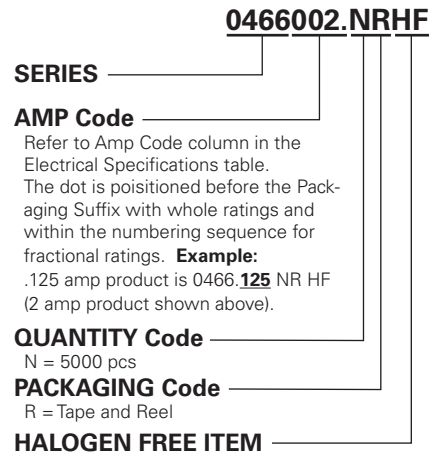 0466002.NRHF
SERIES
AMP Code
Refer to Amp Code column in the
Electrical Specifications table.
The dot is poisitioned before the Pack-
aging Suffix with whole ratings and
within the numbering sequence for
fractional ratings. Example:
.125 amp product is 0466.125 NR HF
(2 amp product shown above).
QUANTITY Code
N = 5000 pcs
PACKAGING Code
R = Tape and Reel
HALOGEN FREE ITEM